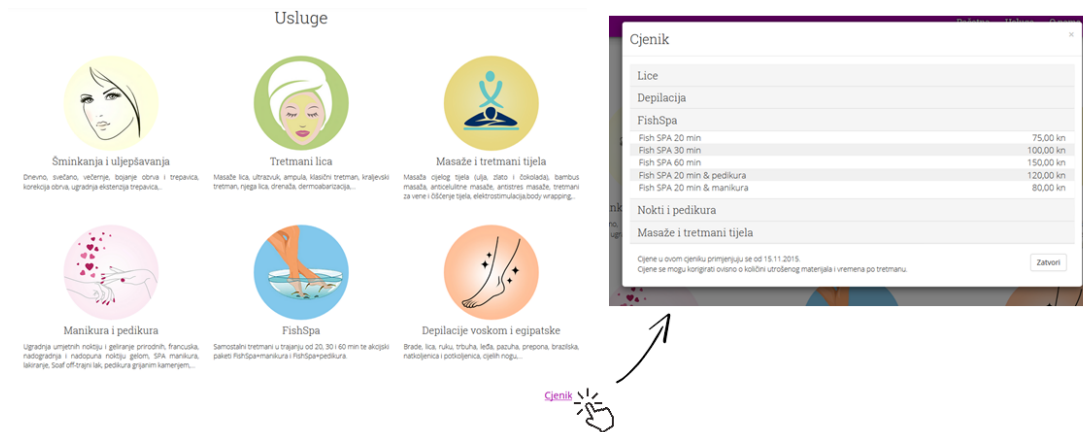 Usluge
Šminkanja i uljepšavanja
Dnevno, svečano, večernje, bojanje obrva i trepavica,
korekcija obrva, ugradnja ekstenzija trepavica,..
Tretmani lica
Masaže lica, ultrazvuk, ampula, klasični tretman, kraljevski
tretman, njega lica, drenaža, dermoabarizacija,...
Masaže i tretmani tijela
Masaža cijelog tijela (ulja, zlato i čokolada), bambus
masaža, anticelulitne masaže, antistres masaže, tretmani
za vene i čišćenje tijela, elektrostimulacija,body wrapping,..
Manikura i pedikura
Ugradnja umjetnih noktiju i geliranje prirodnih, francuska,
nadogradnja i nadopuna noktiju gelom, SPA manikura,
lakiranje, Soaf off-trajni lak, pedikura grijanim kamenjem,...
FishSpa
Samostalni tretmani u trajanju od 20, 30 i 60 min te akcijski
paketi FishSpa+manikura i FishSpa+pedikura.
Depilacije voskom i egipatske
Brade, lica, ruku, trbuha, leđa, pazuha, prepona, brazilska,
natkoljenica i potkoljenica, cijelih nogu,...
Cjenik
Cjenik
×
Lice
Depilacija
FishSpa
Fish SPA 20 min 75,00 kn
Fish SPA 30 min 100,00 kn
Fish SPA 60 min 150,00 kn
Fish SPA 20 min & pedikura 120,00 kn
Fish SPA 20 min & manikura 80,00 kn
Nokti i pedikura
Masaže i tretmani tijela
Cijene u ovom cjeniku primjenjuju se od 15.11.2015.
Cijene se mogu korigirati ovisno o količini utrošenog materijala i vremena po tretmanu.
Zatvori